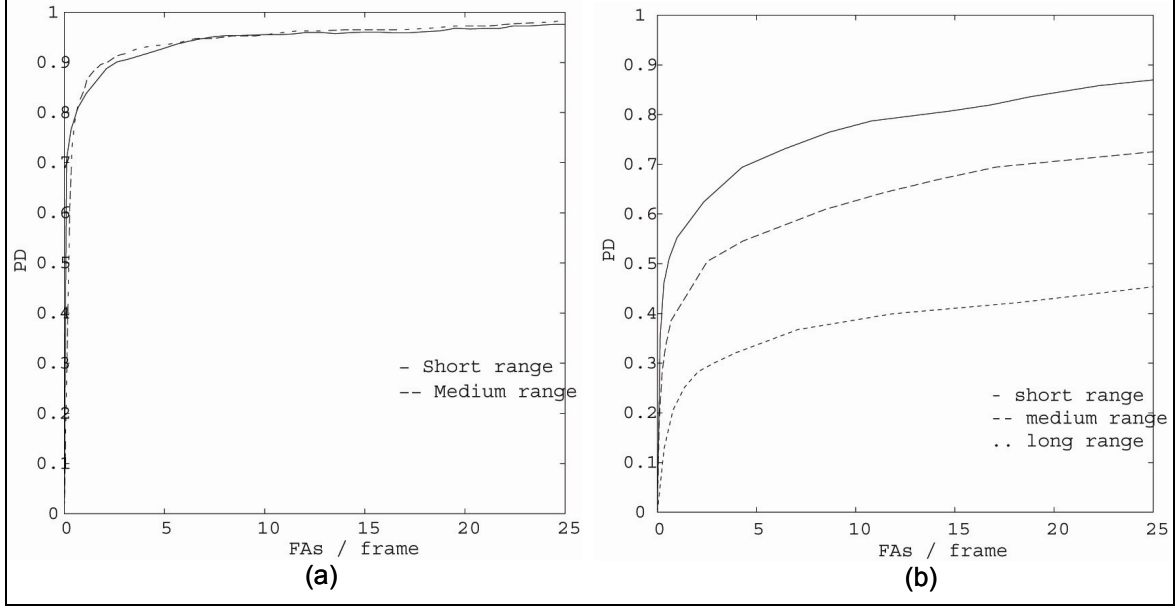 1
0.9
0.8
0.7
0.6
0.5
0.4
0.3
0.2
0.1
0
PD
0 5 10 15 20 25
FAs / frame
– Short range
–– Medium range
(a)
1
0.9
0.8
0.7
0.6
0.5
0.4
0.3
0.2
0.1
0
PD
0 5 10 15 20 25
FAs / frame
- short range
-- medium range
.. long range
(b)